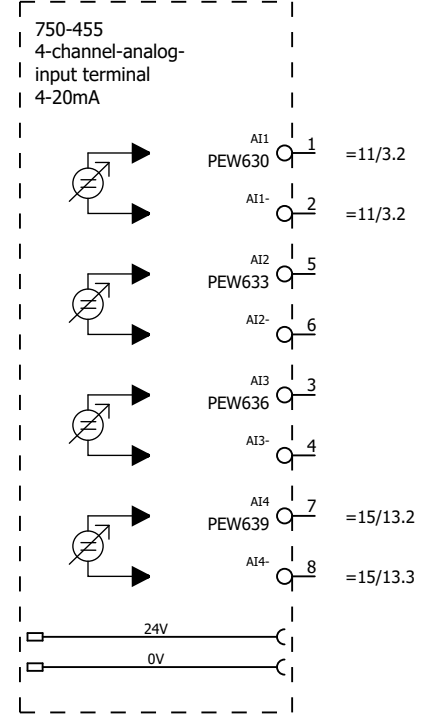 750-455
4-channel-analog-
input terminal
4-20mA
AI1 1
PEW630 =11/3.2
AI1- 2 =11/3.2
AI2 5
PEW633
AI2- 6
AI3 3
PEW636
AI3- 4
AI4 7
PEW639 =15/13.2
AI4- 8 =15/13.3
24V
0V